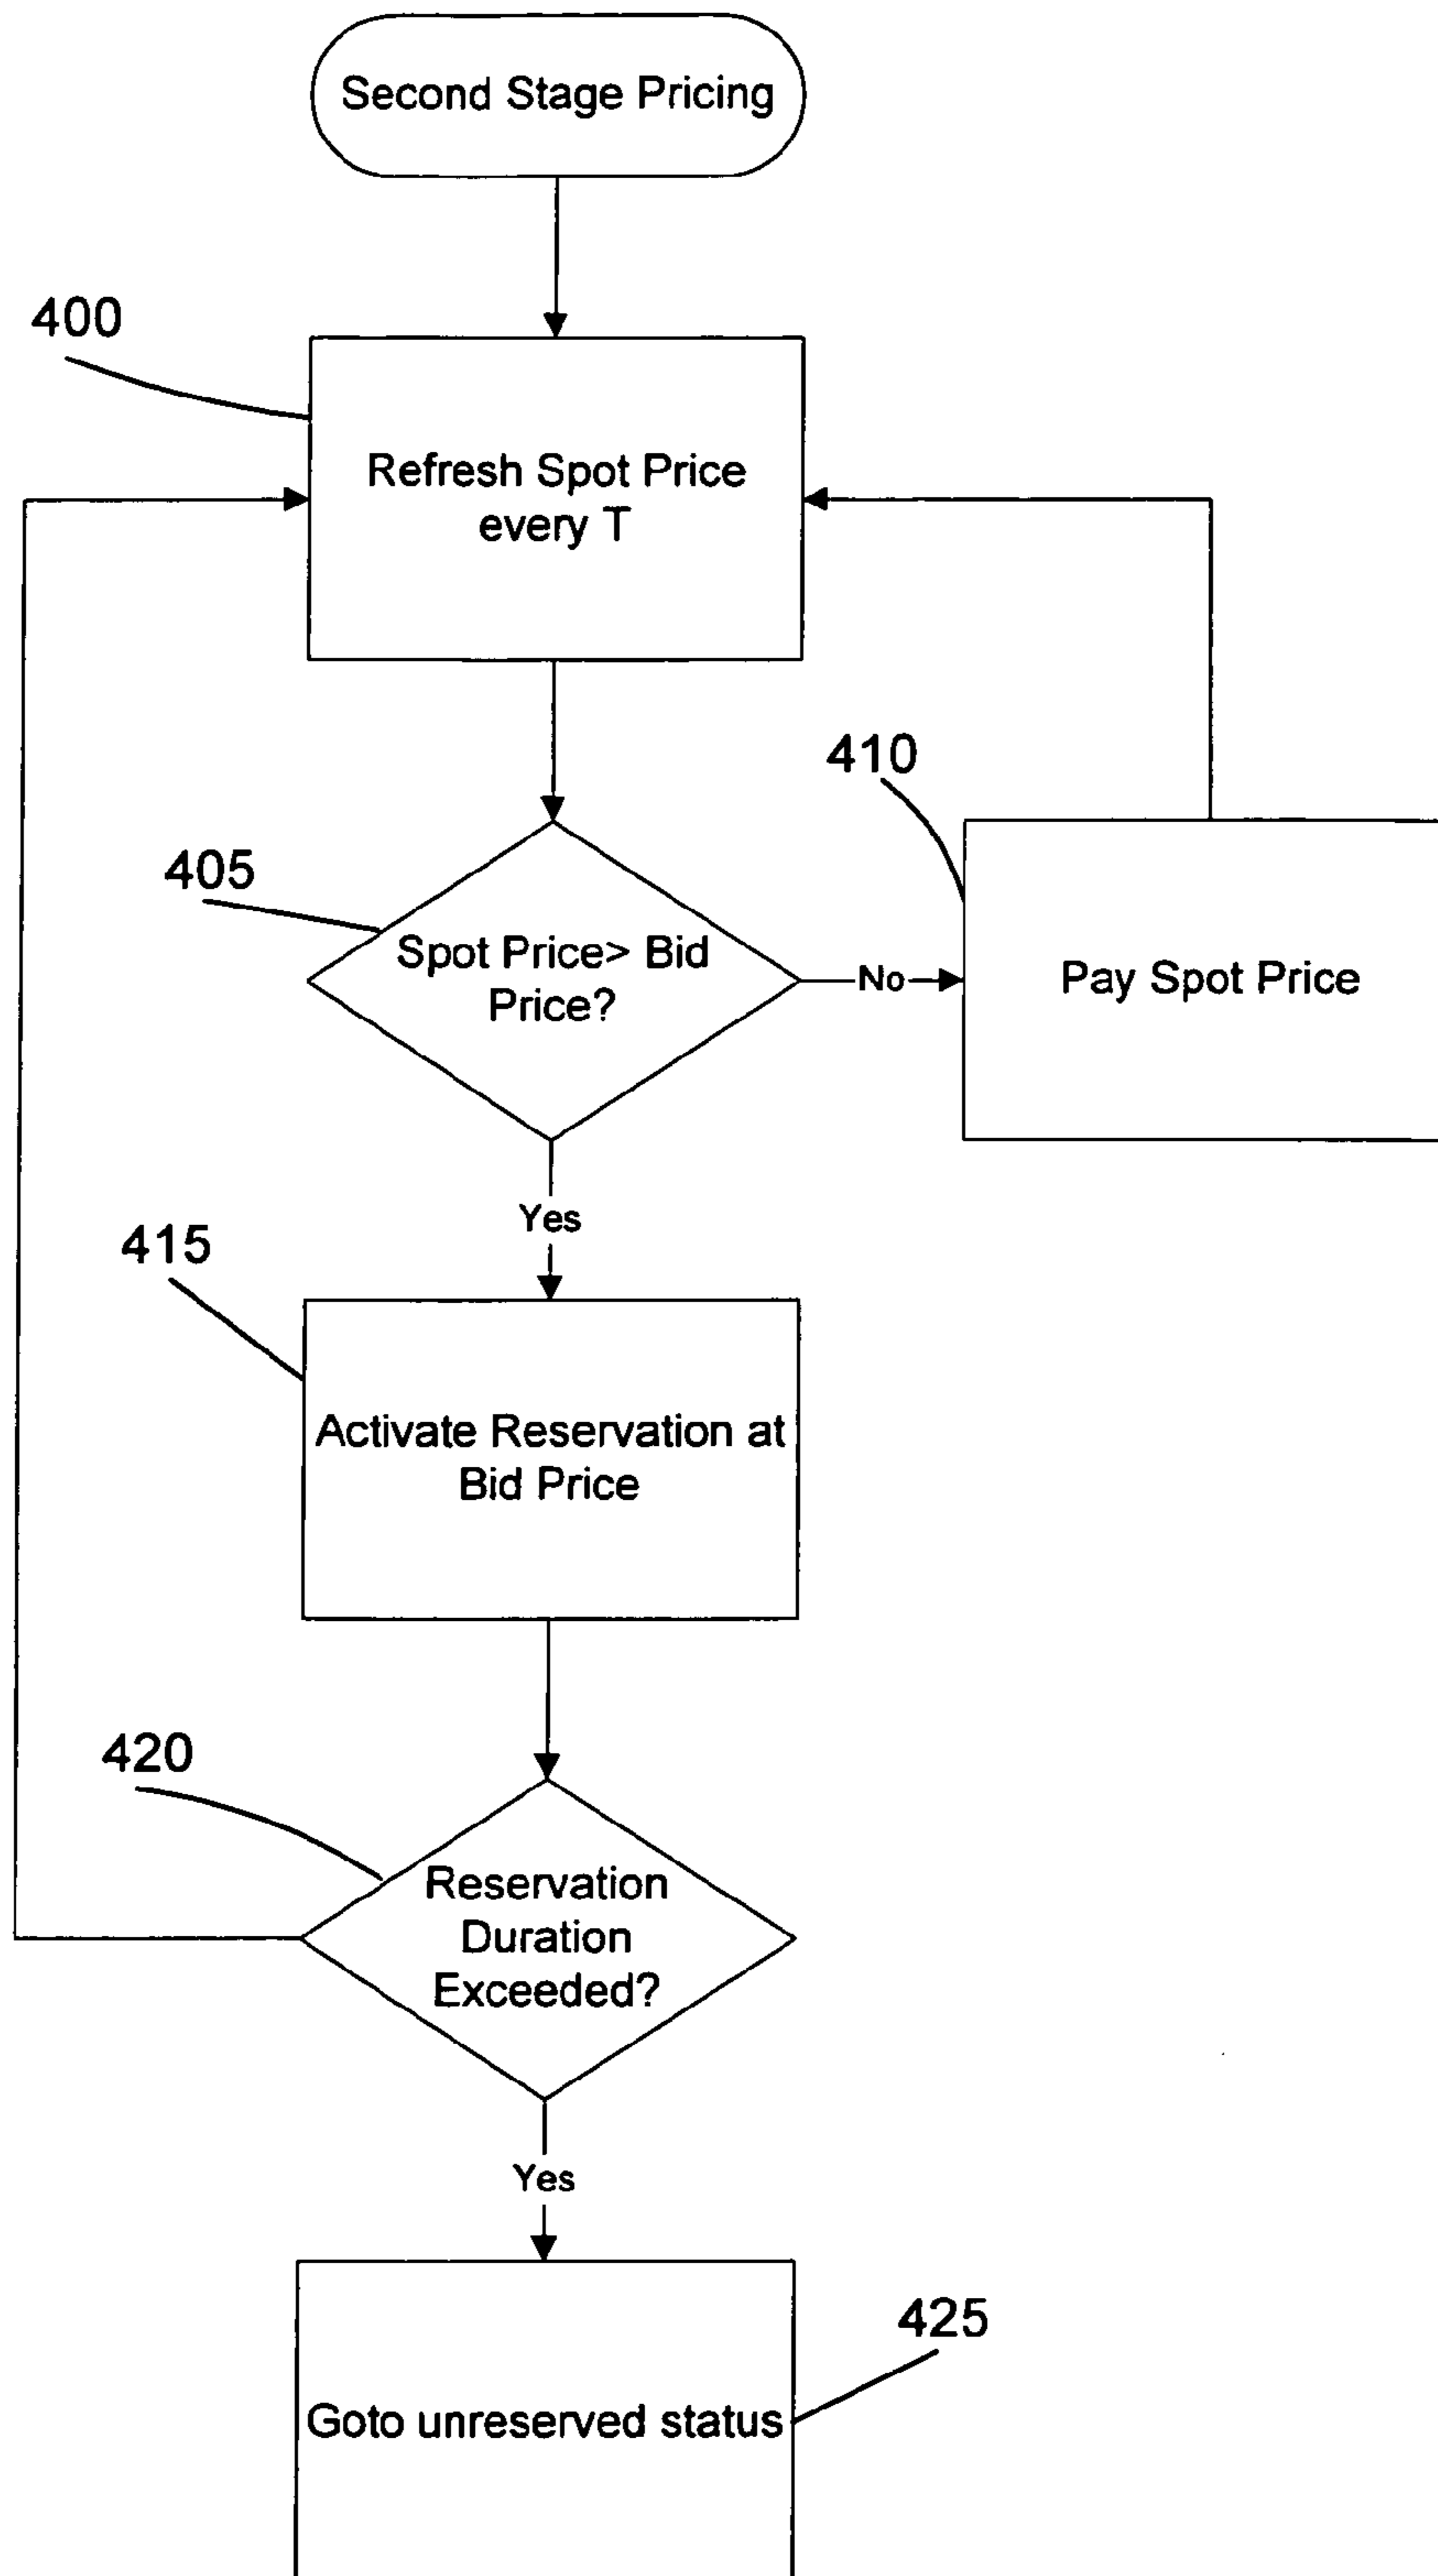 Second Stage Pricing
400
Refresh Spot Price
every T
410
405
Spot Price> Bid
Price?
No
Pay Spot Price
Yes
415
Activate Reservation at
Bid Price
420
Reservation
Duration
Exceeded?
Yes
425
Goto unreserved status